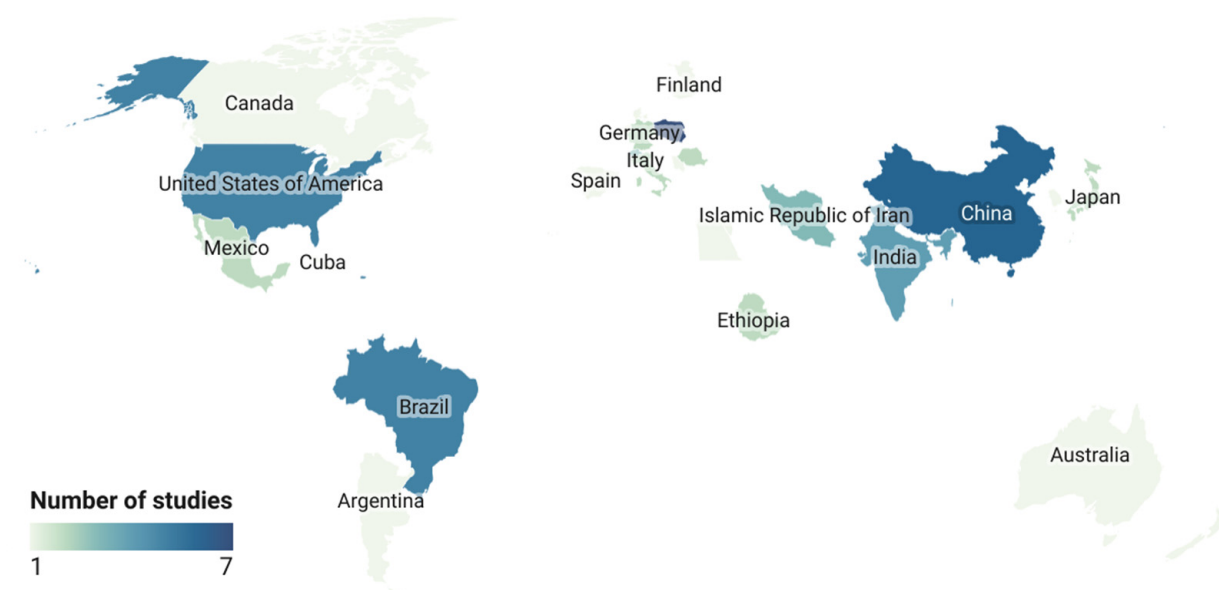 Finland
Canada
Germany
Italy
United States of America
Spain
Japan
Islamic Republic of Iran
China
Mexico
India
Cuba
Ethiopia
Brazil
Australia
Argentina
Number of studies
1 7